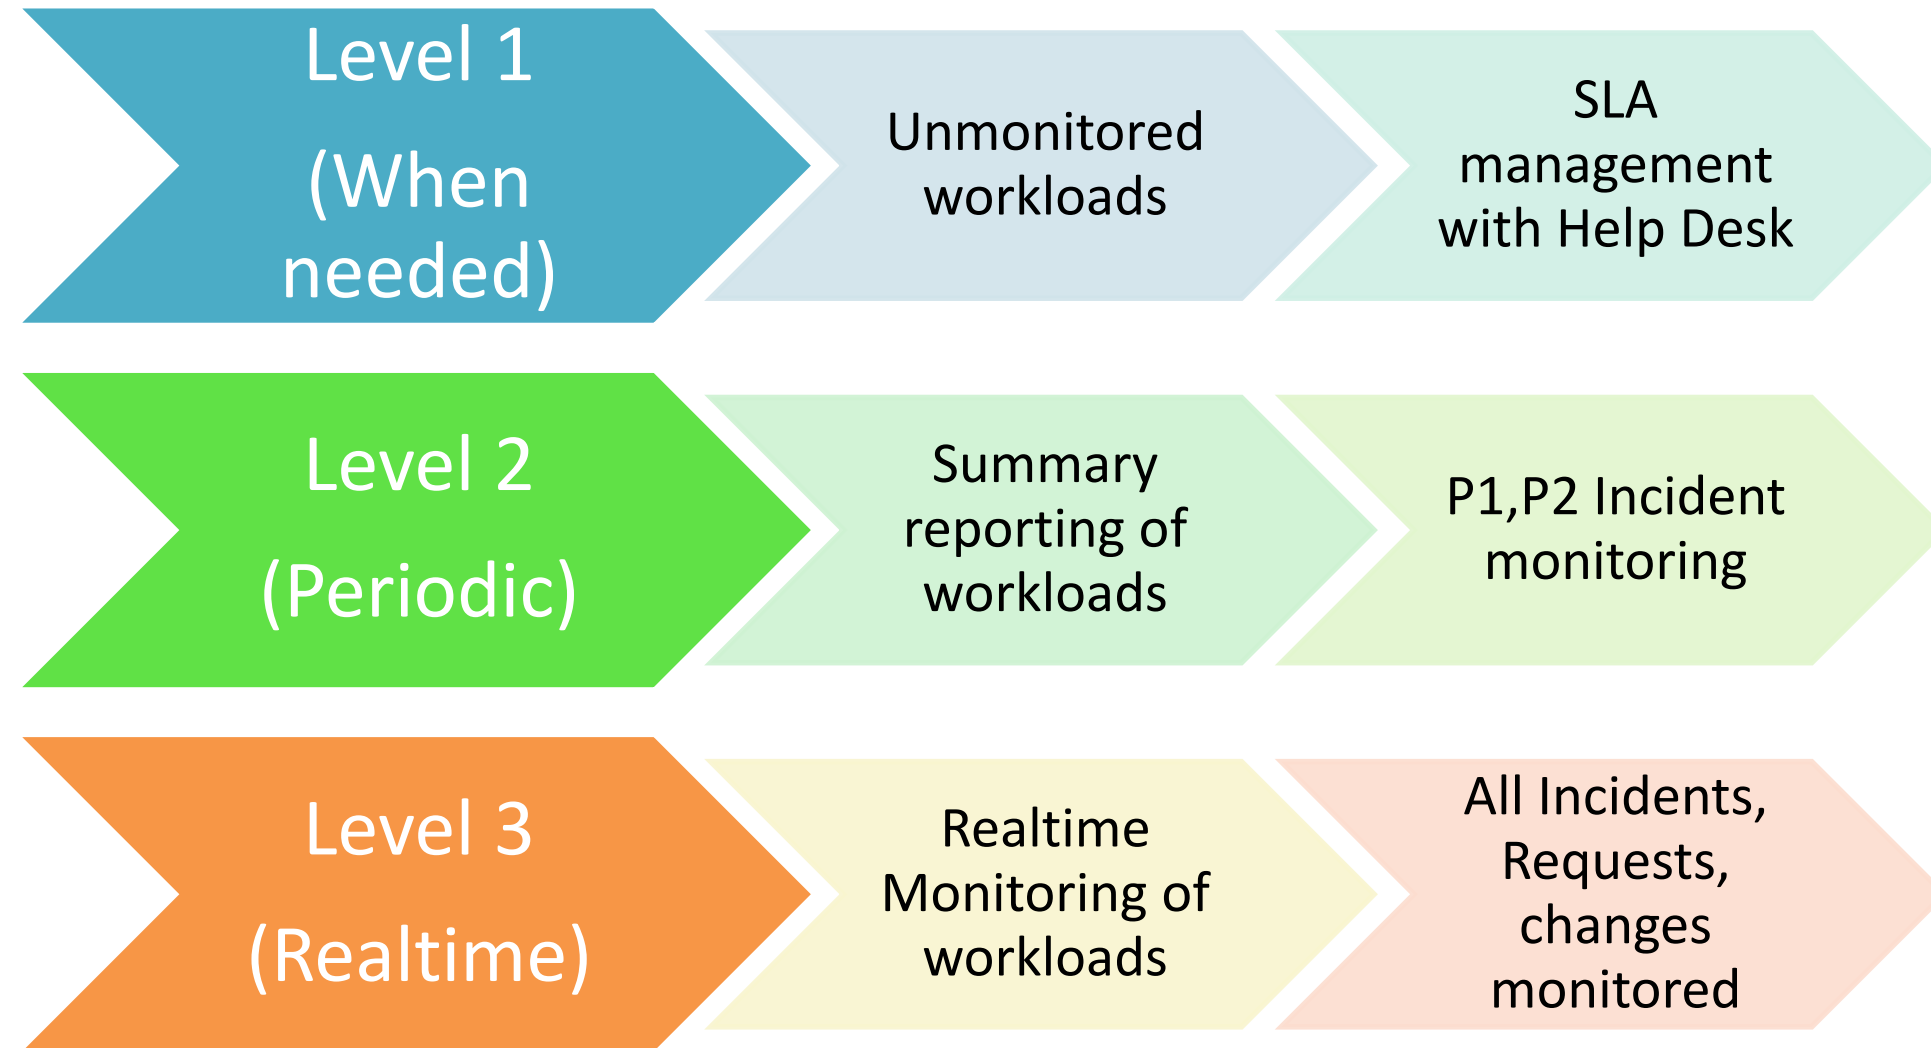 Level 1
(When
needed)
Unmonitored
workloads
SLA
management
with Help Desk
Level 2
(Periodic)
Summary
reporting of
workloads
P1,P2 Incident
monitoring
Level 3
(Realtime)
Realtime
Monitoring of
workloads
All Incidents,
Requests,
changes
monitored